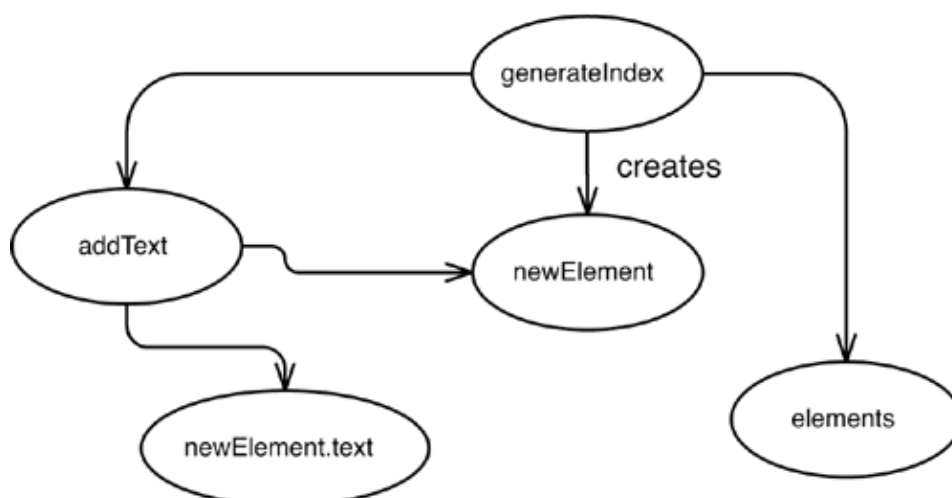 generateIndex
creates
addText
newElement
elements
newElement.text